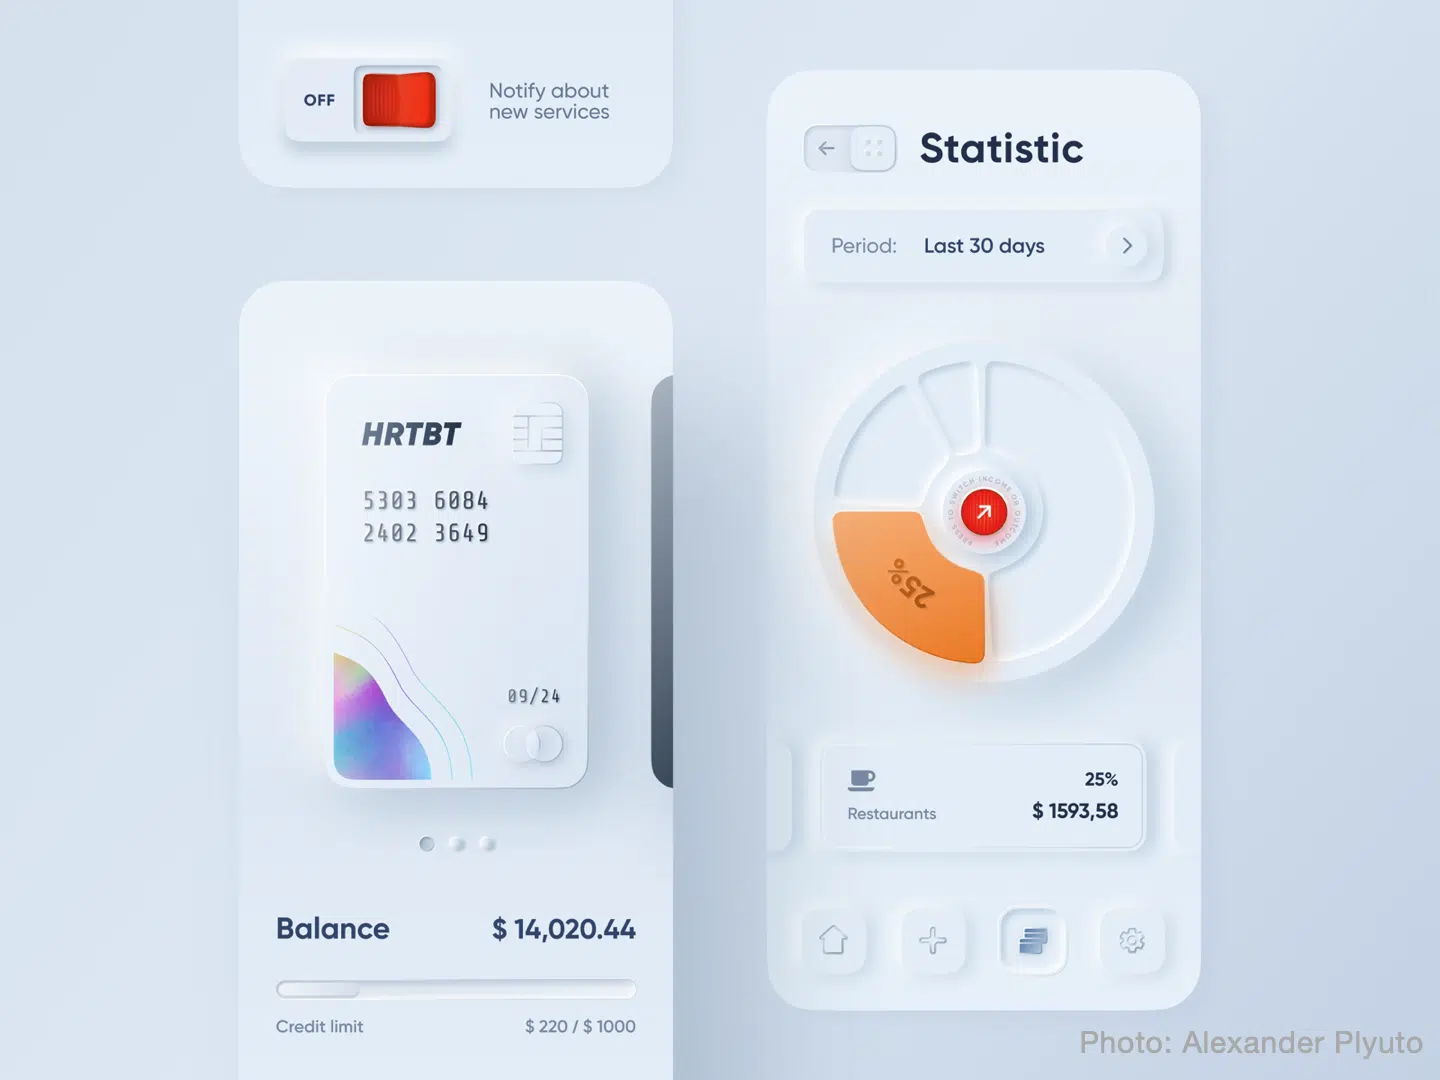 OFF
Notify about
new services
HRTBT
5303 6084
2402 3649
09/24
Balance
$ 14,020.44
Credit limit
$ 220 / $ 1000
Statistic
Period: Last 30 days
PRESS TO SWITCH INCOME OR OUTCOME
25%
25%
Restaurants
$ 1593,58
Photo: Alexander Plyuto